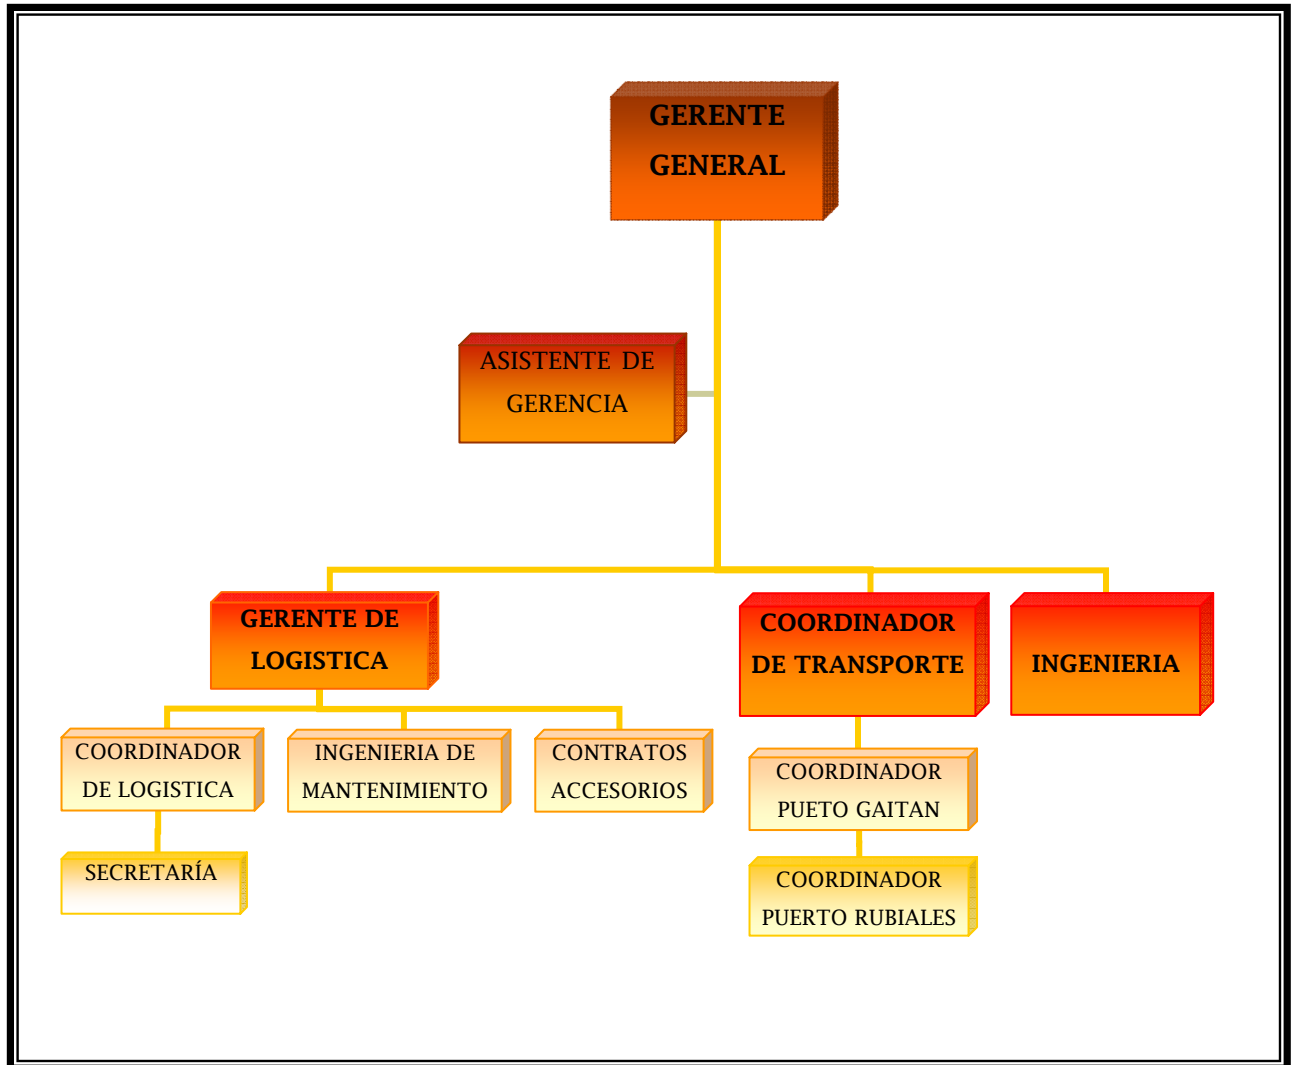 GERENTE
GENERAL
ASISTENTE DE
GERENCIA
GERENTE DE
LOGISTICA
COORDINADOR
DE TRANSPORTE
INGENIERIA
COORDINADOR
DE LOGISTICA
INGENIERIA DE
MANTENIMIENTO
CONTRATOS
ACCESORIOS
COORDINADOR
PUETO GAITAN
SECRETARÍA
COORDINADOR
PUERTO RUBIALES